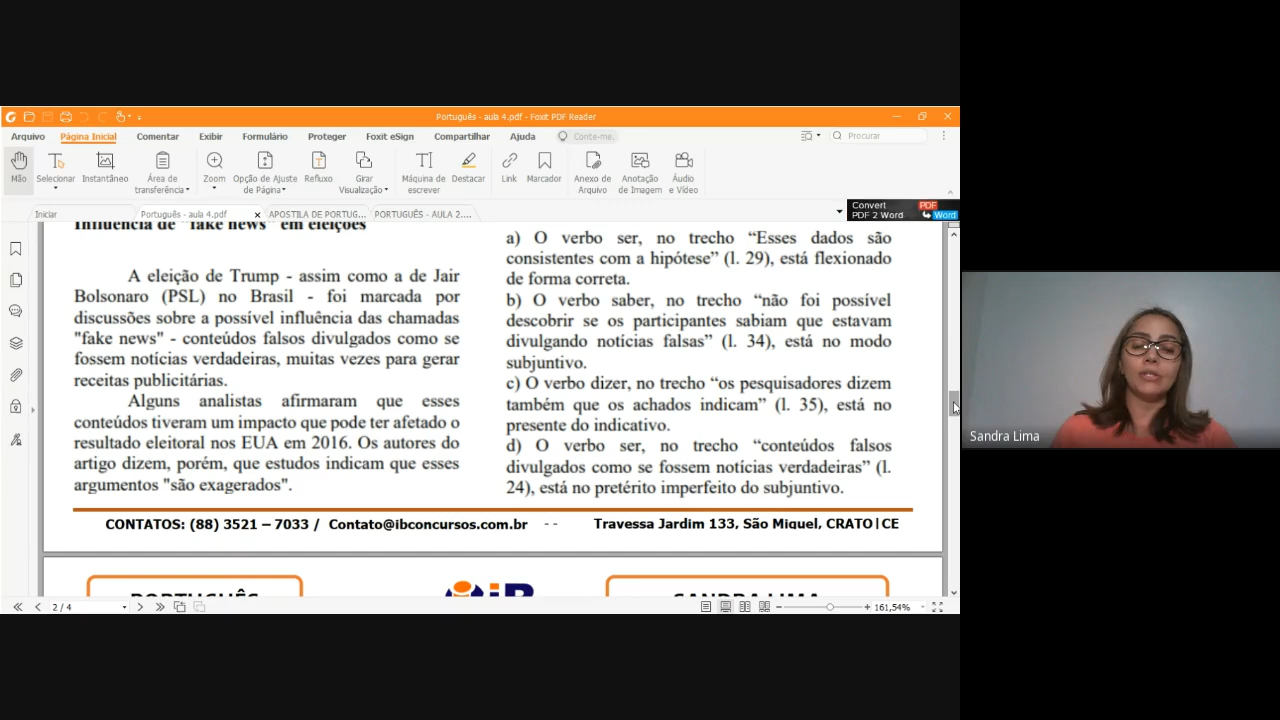 Português - aula 4.pdf - Foxit PDF Reader
Arquivo Página Inicial Comentar Exibir Formulário Proteger Foxit eSign Compartilhar Ajuda Conte-me. Procurar
Mão Selecionar Instantâneo Área de transferência Zoom Opção de Ajuste de Página Refluxo Girar Visualização Máquina de escrever Destacar Link Marcador Anexo de Arquivo Anotação de Imagem Áudio e Vídeo
Iniciar Português - aula 4.pdf APOSTILA DE PORTUG... PORTUGUÊS - AULA 2....
Convert PDF
PDF 2 Word Word
Influência de "fake news" em eleições
A eleição de Trump - assim como a de Jair
Bolsonaro (PSL) no Brasil - foi marcada por
discussões sobre a possível influência das chamadas
"fake news" - conteúdos falsos divulgados como se
fossem notícias verdadeiras, muitas vezes para gerar
receitas publicitárias.
Alguns analistas afirmaram que esses
conteúdos tiveram um impacto que pode ter afetado o
resultado eleitoral nos EUA em 2016. Os autores do
artigo dizem, porém, que estudos indicam que esses
argumentos "são exagerados".
a) O verbo ser, no trecho “Esses dados são
consistentes com a hipótese” (l. 29), está flexionado
de forma correta.
b) O verbo saber, no trecho “não foi possível
descobrir se os participantes sabiam que estavam
divulgando notícias falsas” (l. 34), está no modo
subjuntivo.
c) O verbo dizer, no trecho “os pesquisadores dizem
também que os achados indicam” (l. 35), está no
presente do indicativo.
d) O verbo ser, no trecho “conteúdos falsos
divulgados como se fossem notícias verdadeiras” (l.
24), está no pretérito imperfeito do subjuntivo.
CONTATOS: (88) 3521 – 7033 / Contato@ibconcursos.com.br - - Travessa Jardim 133, São Miguel, CRATO|CE
PORTUGUÊS iB SANDRA LIMA
2 / 4 161,54%
Sandra Lima